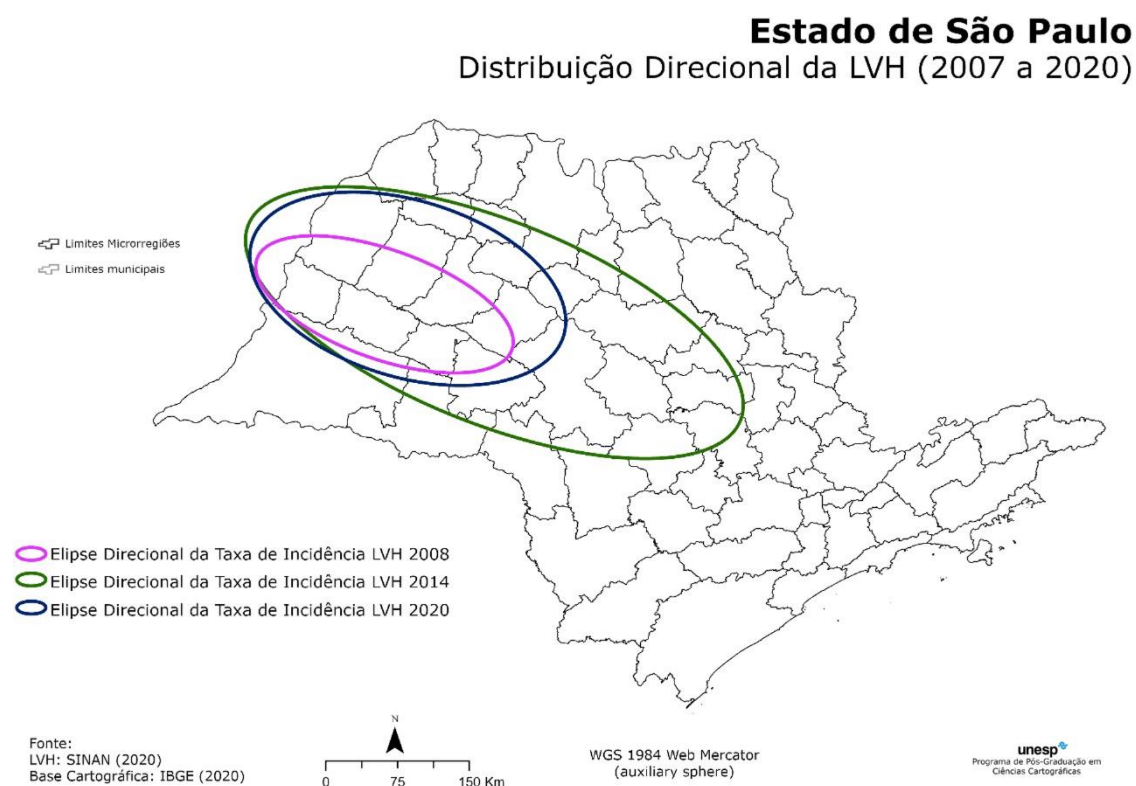 Estado de São Paulo
Distribuição Direcional da LVH (2007 a 2020)
Limites Microrregiões
Limites municipais
Elipse Direcional da Taxa de Incidência LVH 2008
Elipse Direcional da Taxa de Incidência LVH 2014
Elipse Direcional da Taxa de Incidência LVH 2020
Fonte:
LVH: SINAN (2020)
Base Cartográfica: IBGE (2020)
N
0 75 150 Km
WGS 1984 Web Mercator
(auxiliary sphere)
unesp
Programa de Pós-Graduação em
Ciências Cartográficas